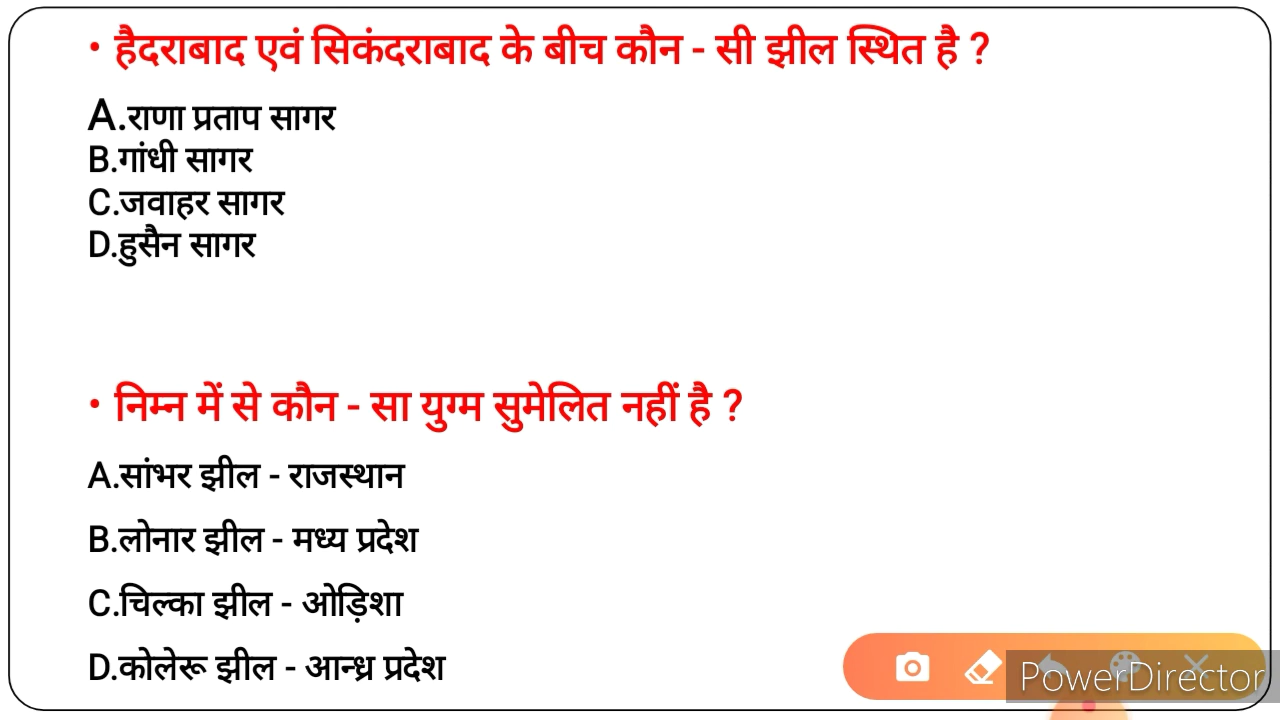 • हैदराबाद एवं सिकंदराबाद के बीच कौन - सी झील स्थित है ?
A.राणा प्रताप सागर
B.गांधी सागर
C.जवाहर सागर
D.हुसैन सागर
• निम्न में से कौन - सा युग्म सुमेलित नहीं है ?
A.सांभर झील - राजस्थान
B.लोनार झील - मध्य प्रदेश
C.चिल्का झील - ओड़िशा
D.कोलेरू झील - आन्ध्र प्रदेश
PowerDirector